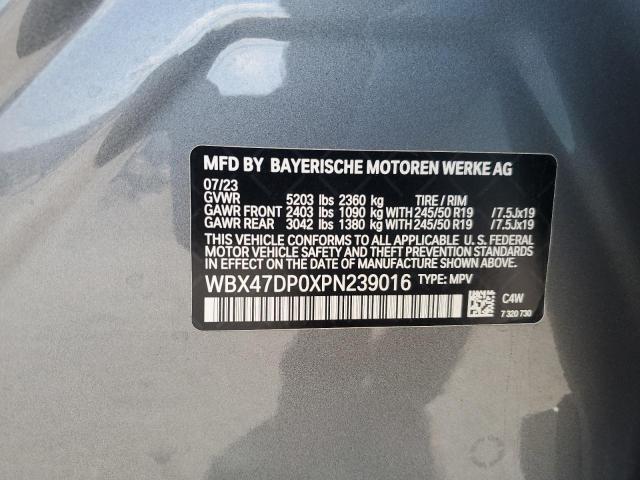 MFD BY BAYERISCHE MOTOREN WERKE AG
07/23
GVWR 5203 lbs 2360 kg TIRE / RIM
GAWR FRONT 2403 lbs 1090 kg WITH 245/50 R19 /7.5Jx19
GAWR REAR 3042 lbs 1380 kg WITH 245/50 R19 /7.5Jx19
THIS VEHICLE CONFORMS TO ALL APPLICABLE U.S. FEDERAL
MOTOR VEHICLE SAFETY, BUMPER,
AND THEFT PREVENTION STANDARDS
IN EFFECT ON THE DATE OF MANUFACTURE SHOWN ABOVE.
WBX47DP0XPN239016 TYPE: MPV
C4W
7 320 730